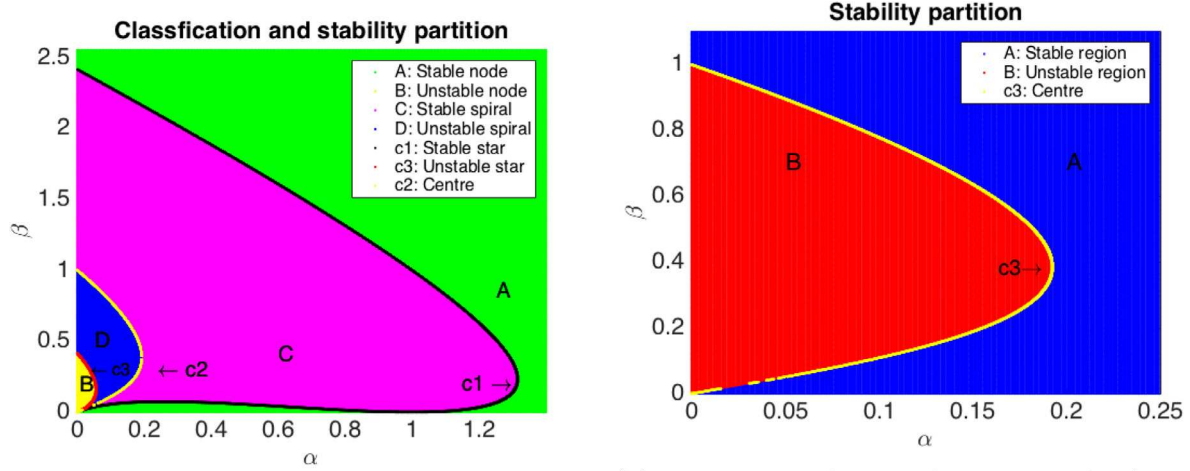 Classfication and stability partition
2.5
2
1.5
1
0.5
0
β
A: Stable node
B: Unstable node
C: Stable spiral
D: Unstable spiral
c1: Stable star
c3: Unstable star
c2: Centre
A
D
C
B
← c3
← c2
c1 →
0 0.2 0.4 0.6 0.8 1 1.2
α
Stability partition
1
0.8
0.6
0.4
0.2
0
β
A: Stable region
B: Unstable region
c3: Centre
B
A
c3→
0 0.05 0.1 0.15 0.2 0.25
α